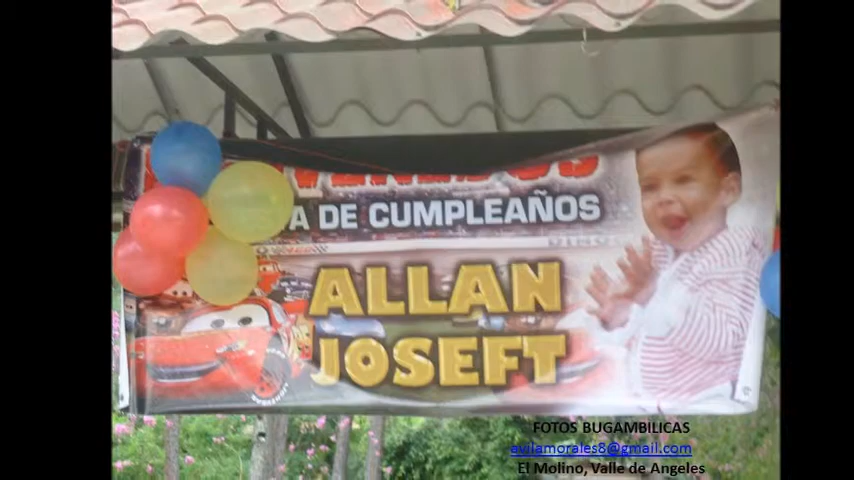 A DE CUMPLEAÑOS
ALLAN
JOSEFT
FOTOS BUGAMBILICAS
avilamorales8@gmail.com
El Molino, Valle de Angeles